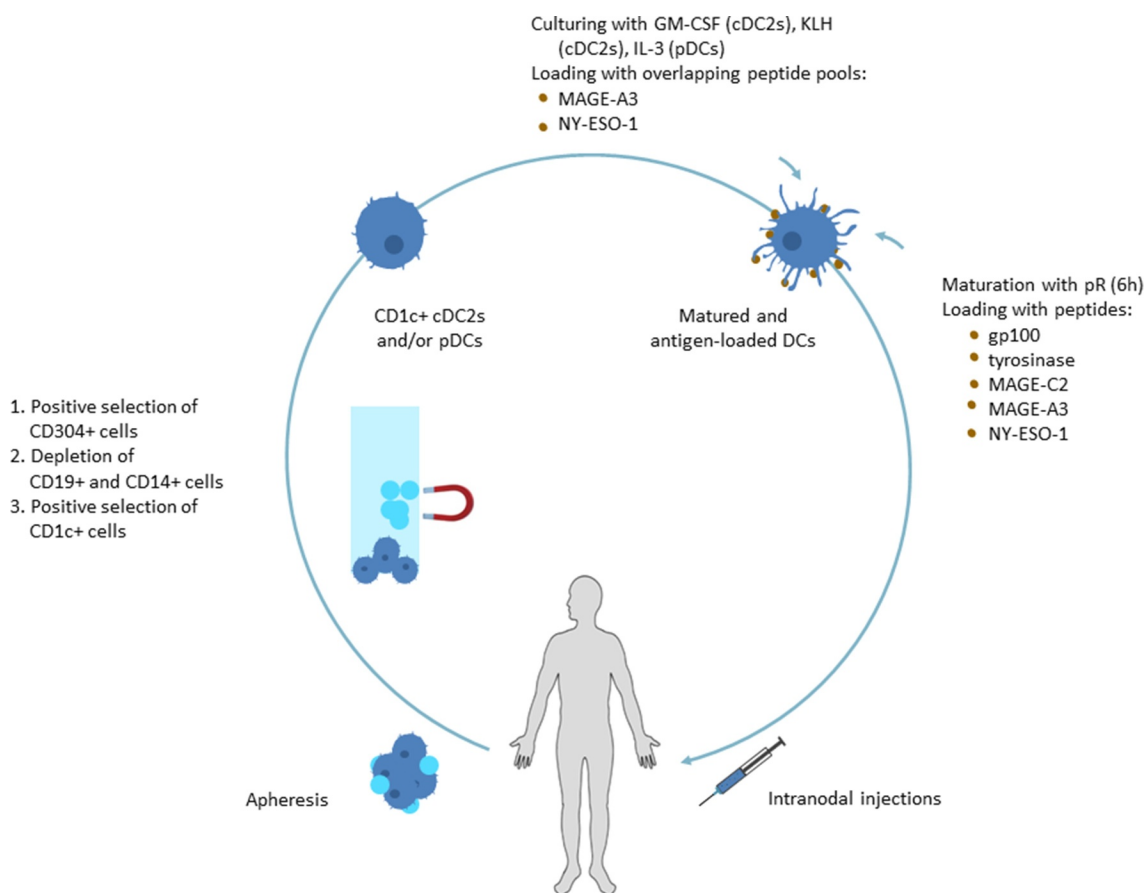 Culturing with GM-CSF (cDC2s), KLH
(cDC2s), IL-3 (pDCs)
Loading with overlapping peptide pools:
MAGE-A3
NY-ESO-1
CD1c+ cDC2s
and/or pDCs
Matured and
antigen-loaded DCs
Maturation with pR (6h)
Loading with peptides:
gp100
tyrosinase
MAGE-C2
MAGE-A3
NY-ESO-1
1. Positive selection of
CD304+ cells
2. Depletion of
CD19+ and CD14+ cells
3. Positive selection of
CD1c+ cells
Apheresis
Intranodal injections